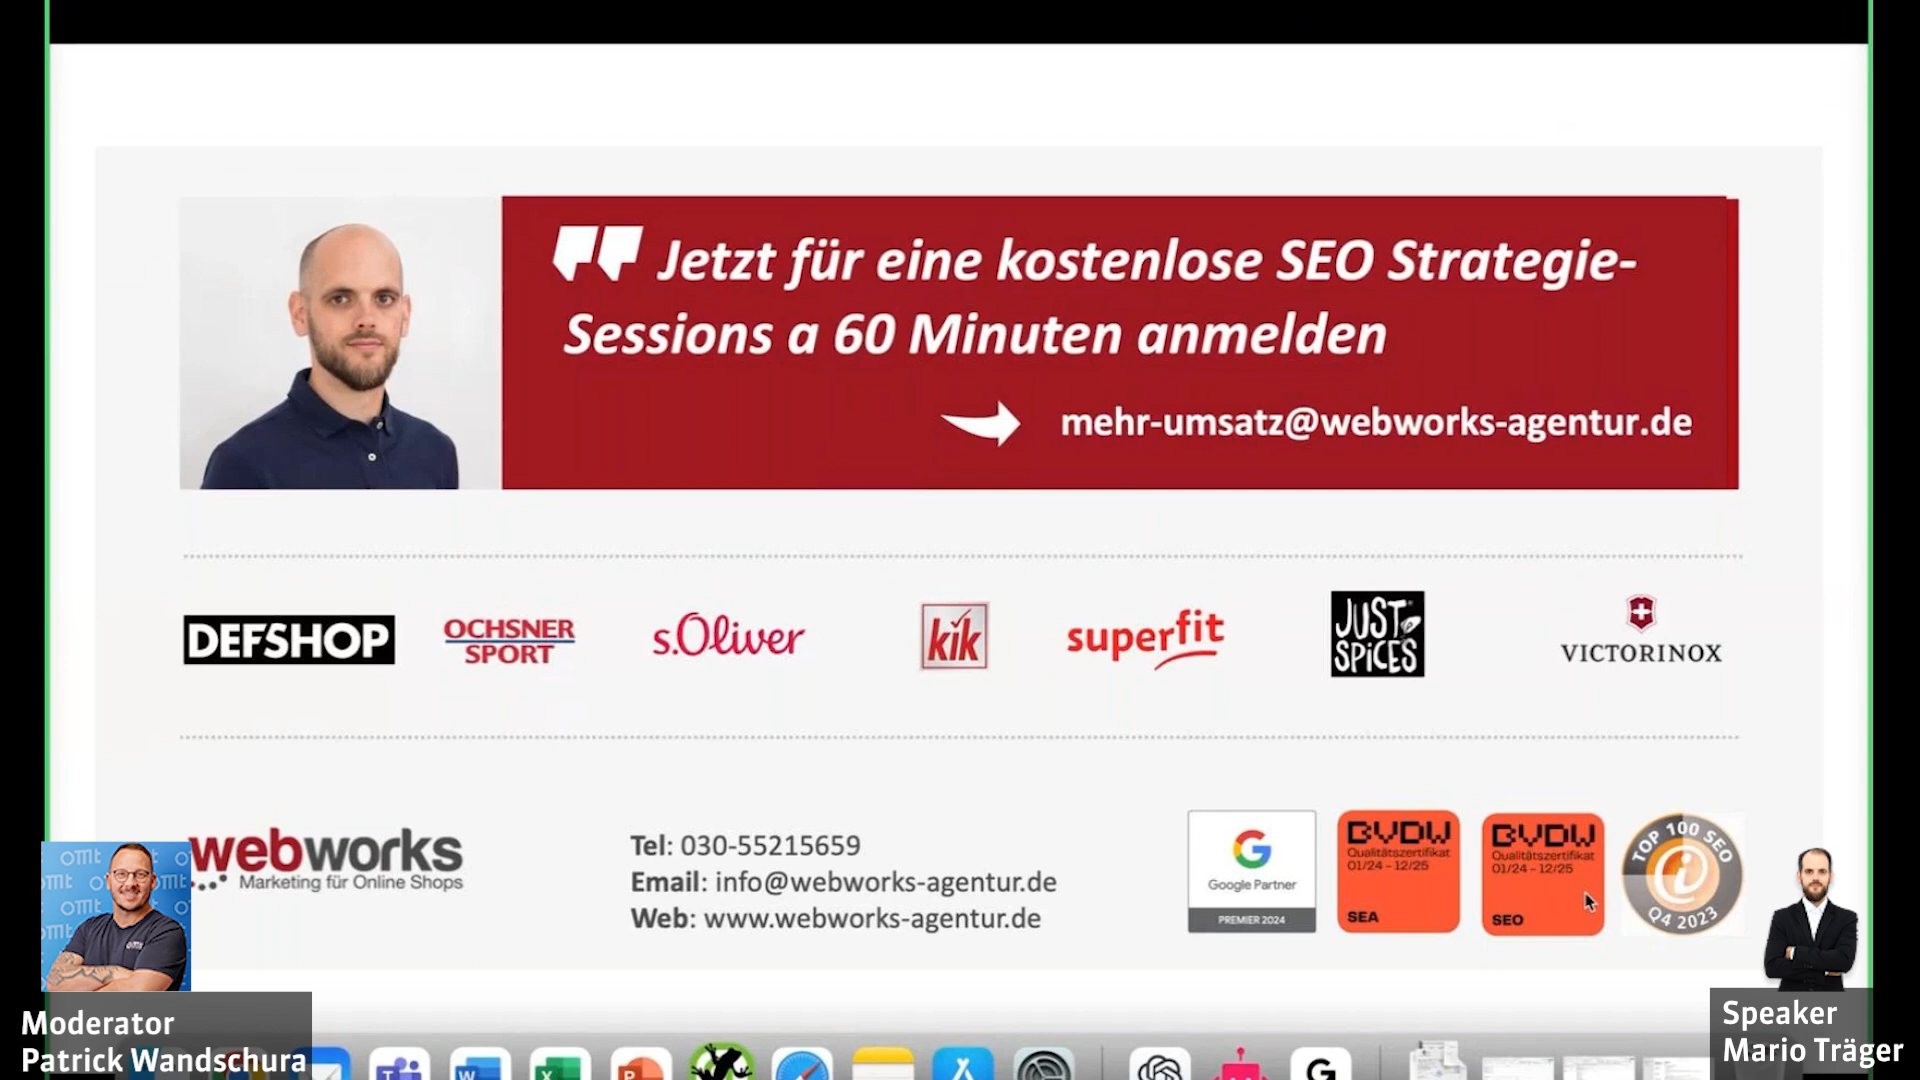 Jetzt für eine kostenlose SEO Strategie-
Sessions a 60 Minuten anmelden
mehr-umsatz@webworks-agentur.de
DEFSHOP
OCHSNER
SPORT
s.Oliver
kik
superfit
JUST
SPICES
VICTORINOX
webworks
Marketing für Online Shops
Tel: 030-55215659
Email: info@webworks-agentur.de
Web: www.webworks-agentur.de
Google Partner
PREMIER 2024
BVDW
Qualitätszertifikat
01/24 - 12/25
SEA
BVDW
Qualitätszertifikat
01/24 - 12/25
SEO
TOP 100 SEO
Q4 2023
omt
Moderator
Patrick Wandschura
Speaker
Mario Träger